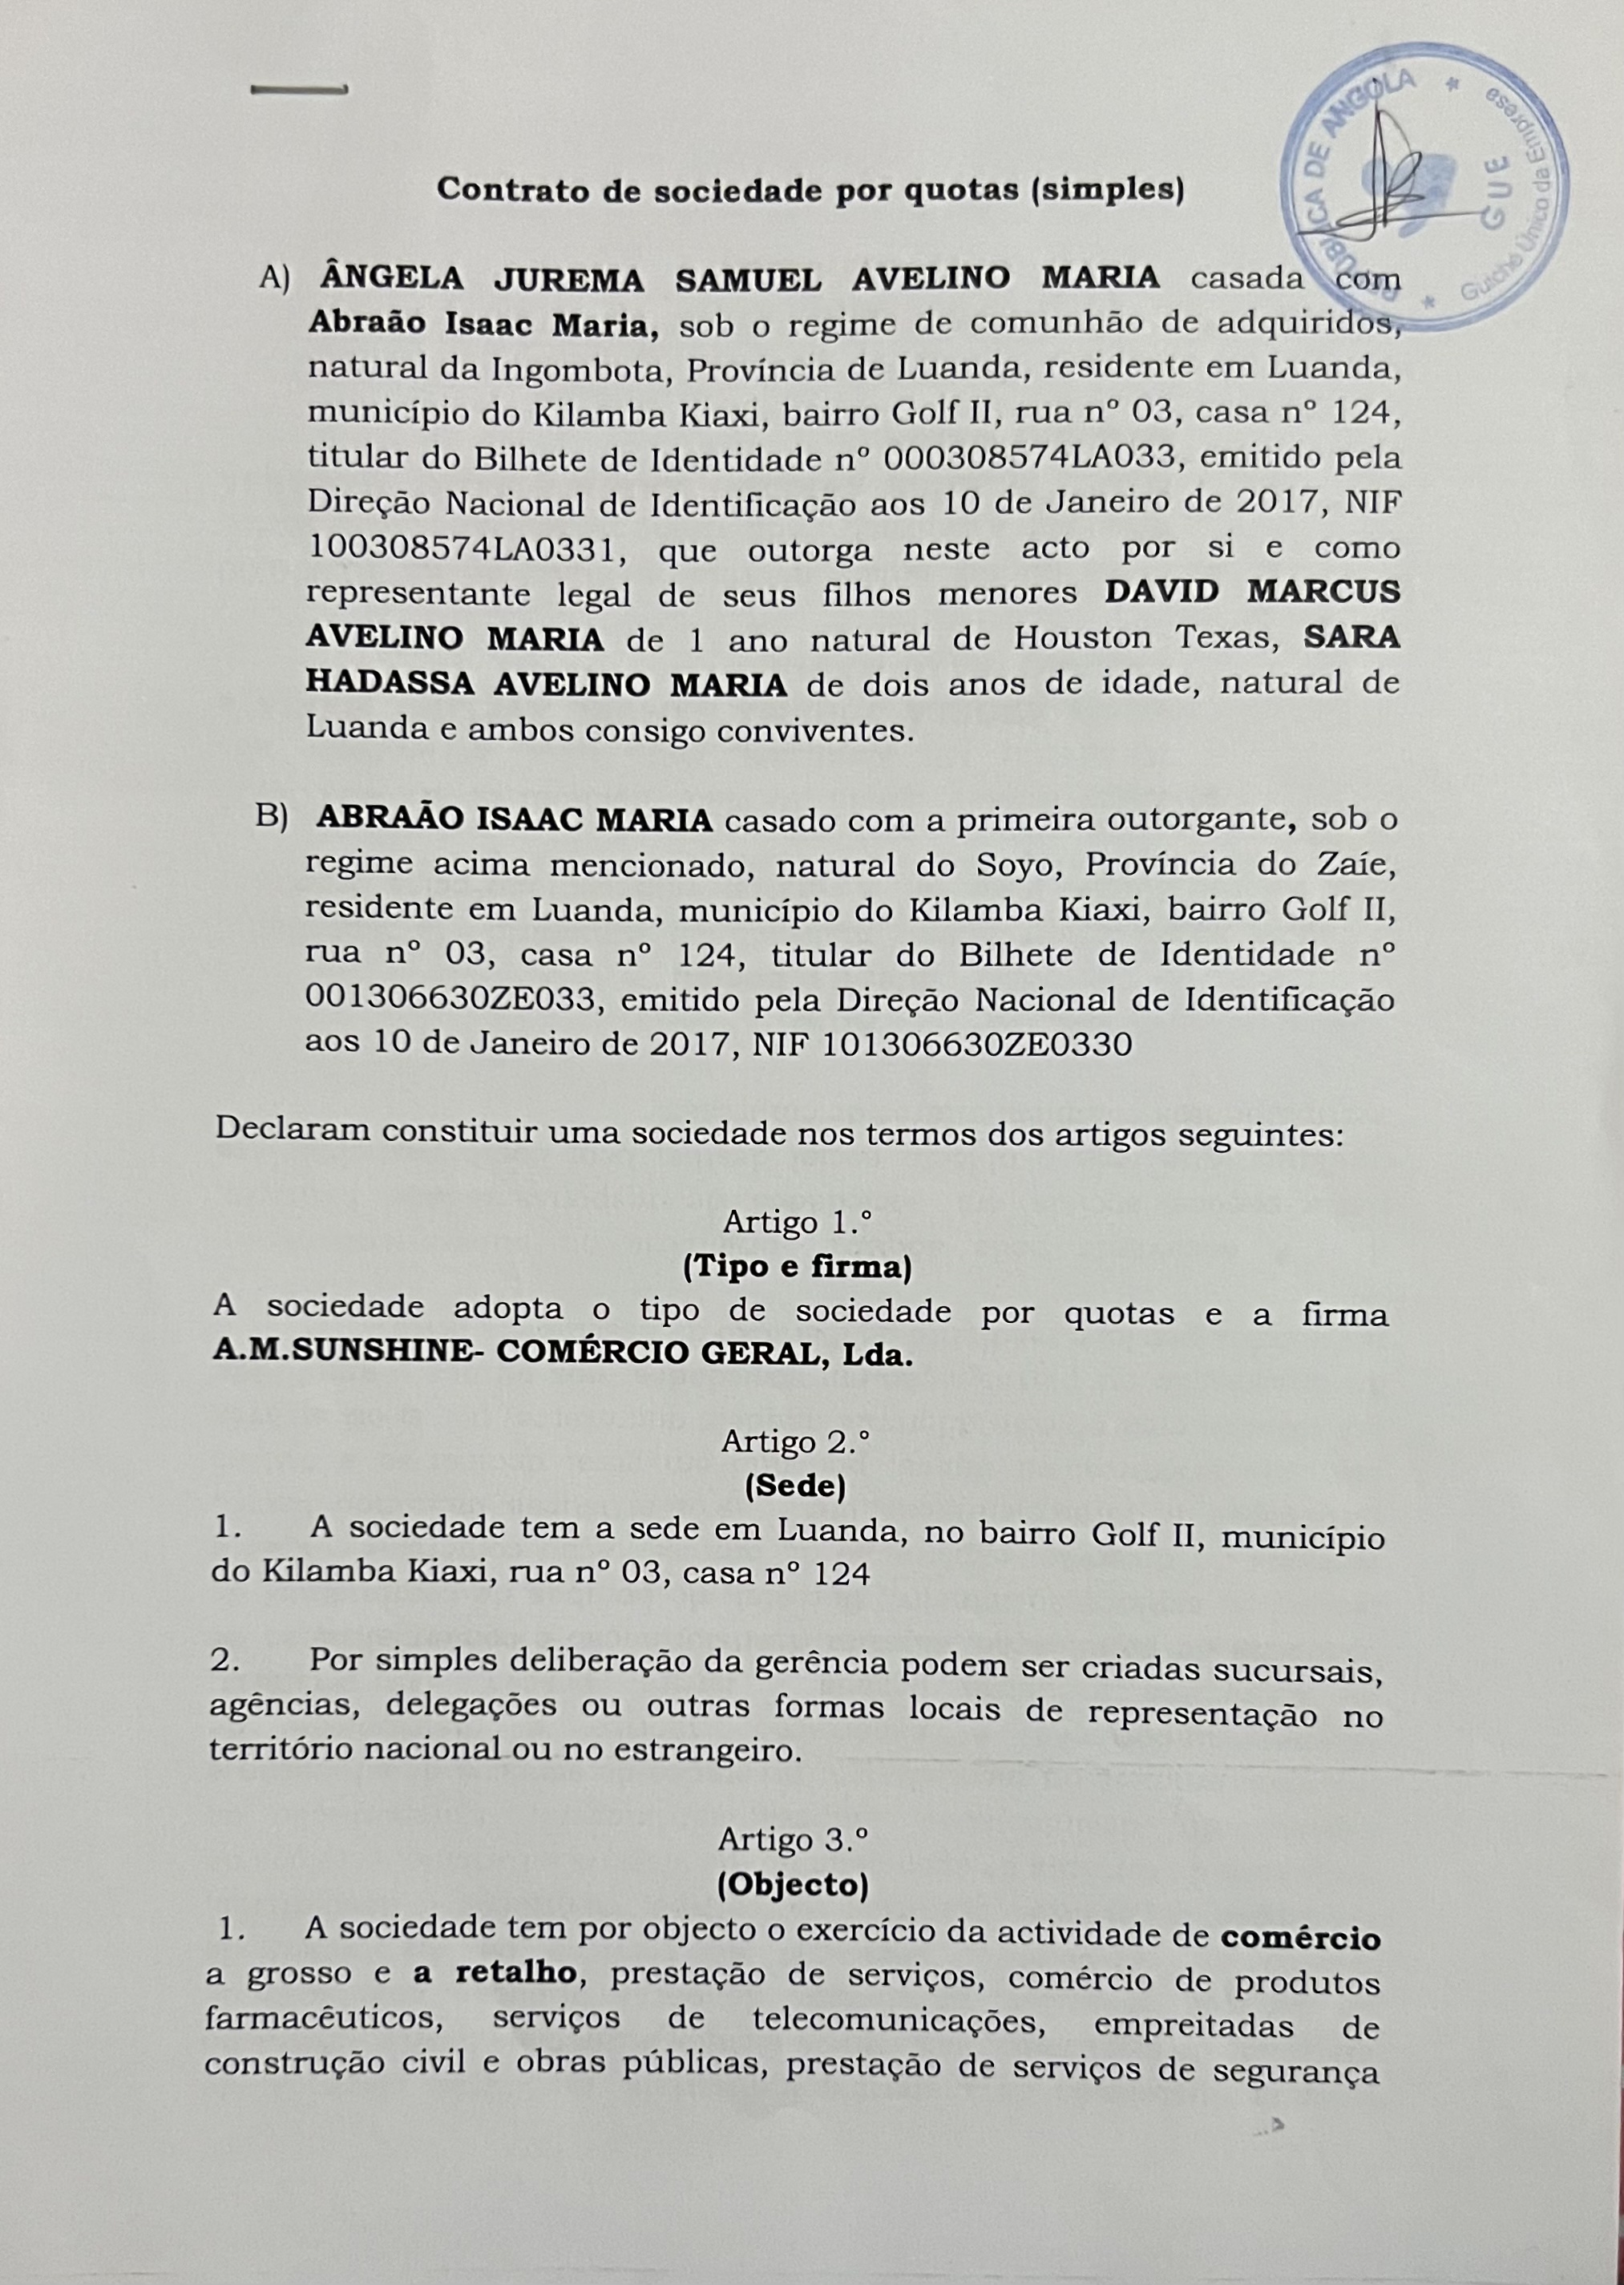 Contrato de sociedade por quotas (simples)
REPÚBLICA DE ANGOLA
Guiché Único da Empresa
GUE
A) ÂNGELA JUREMA SAMUEL AVELINO MARIA casada com
Abraão Isaac Maria, sob o regime de comunhão de adquiridos,
natural da Ingombota, Província de Luanda, residente em Luanda,
município do Kilamba Kiaxi, bairro Golf II, rua nº 03, casa nº 124,
titular do Bilhete de Identidade nº 000308574LA033, emitido pela
Direção Nacional de Identificação aos 10 de Janeiro de 2017, NIF
100308574LA0331, que outorga neste acto por si e como
representante legal de seus filhos menores DAVID MARCUS
AVELINO MARIA de 1 ano natural de Houston Texas, SARA
HADASSA AVELINO MARIA de dois anos de idade, natural de
Luanda e ambos consigo conviventes.
B) ABRAÃO ISAAC MARIA casado com a primeira outorgante, sob o
regime acima mencionado, natural do Soyo, Província do Zaíe,
residente em Luanda, município do Kilamba Kiaxi, bairro Golf II,
rua nº 03, casa nº 124, titular do Bilhete de Identidade nº
001306630ZE033, emitido pela Direção Nacional de Identificação
aos 10 de Janeiro de 2017, NIF 101306630ZE0330
Declaram constituir uma sociedade nos termos dos artigos seguintes:
Artigo 1.°
(Tipo e firma)
A sociedade adopta o tipo de sociedade por quotas e a firma
A.M.SUNSHINE- COMÉRCIO GERAL, Lda.
Artigo 2.°
(Sede)
1. A sociedade tem a sede em Luanda, no bairro Golf II, município
do Kilamba Kiaxi, rua nº 03, casa nº 124
2. Por simples deliberação da gerência podem ser criadas sucursais,
agências, delegações ou outras formas locais de representação no
território nacional ou no estrangeiro.
Artigo 3.º
(Objecto)
1. A sociedade tem por objecto o exercício da actividade de comércio
a grosso e a retalho, prestação de serviços, comércio de produtos
farmacêuticos, serviços de telecomunicações, empreitadas de
construção civil e obras públicas, prestação de serviços de segurança